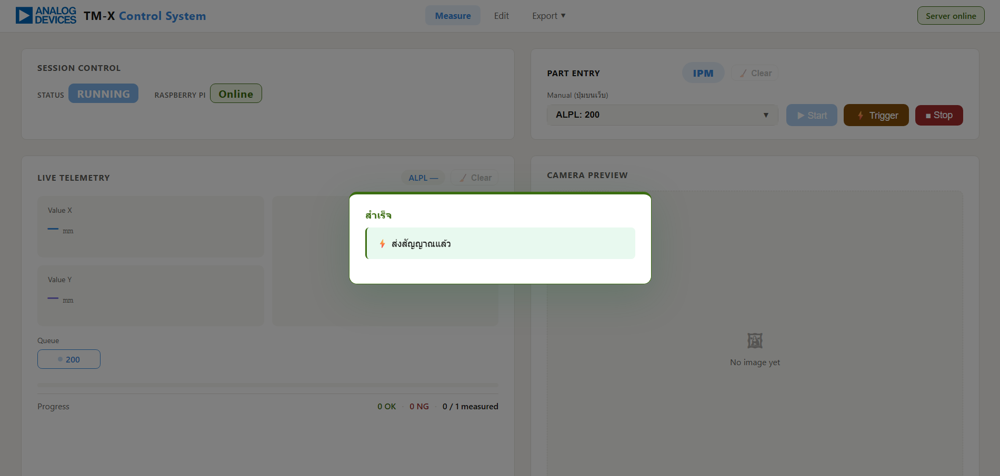 ANALOG
DEVICES
TM-X Control System
Measure
Edit
Export ▼
Server online
SESSION CONTROL
STATUS RUNNING
RASPBERRY PI Online
PART ENTRY
IPM
Clear
Manual (ปุ่มบนเว็บ)
ALPL: 200 ▼
▶ Start
Trigger
■ Stop
LIVE TELEMETRY
ALPL —
Clear
Value X
— mm
Value Y
— mm
สำเร็จ
ส่งสัญญาณแล้ว
Queue
200
Progress
0 OK · 0 NG · 0 / 1 measured
CAMERA PREVIEW
No image yet